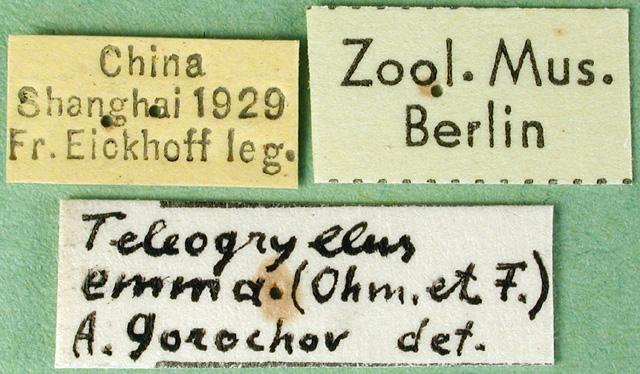 China
Shanghai 1929
Fr. Eickhoff leg.
Zool. Mus.
Berlin
Teleogryllus
emma (Ohm. et F.)
A. Gorochov det.